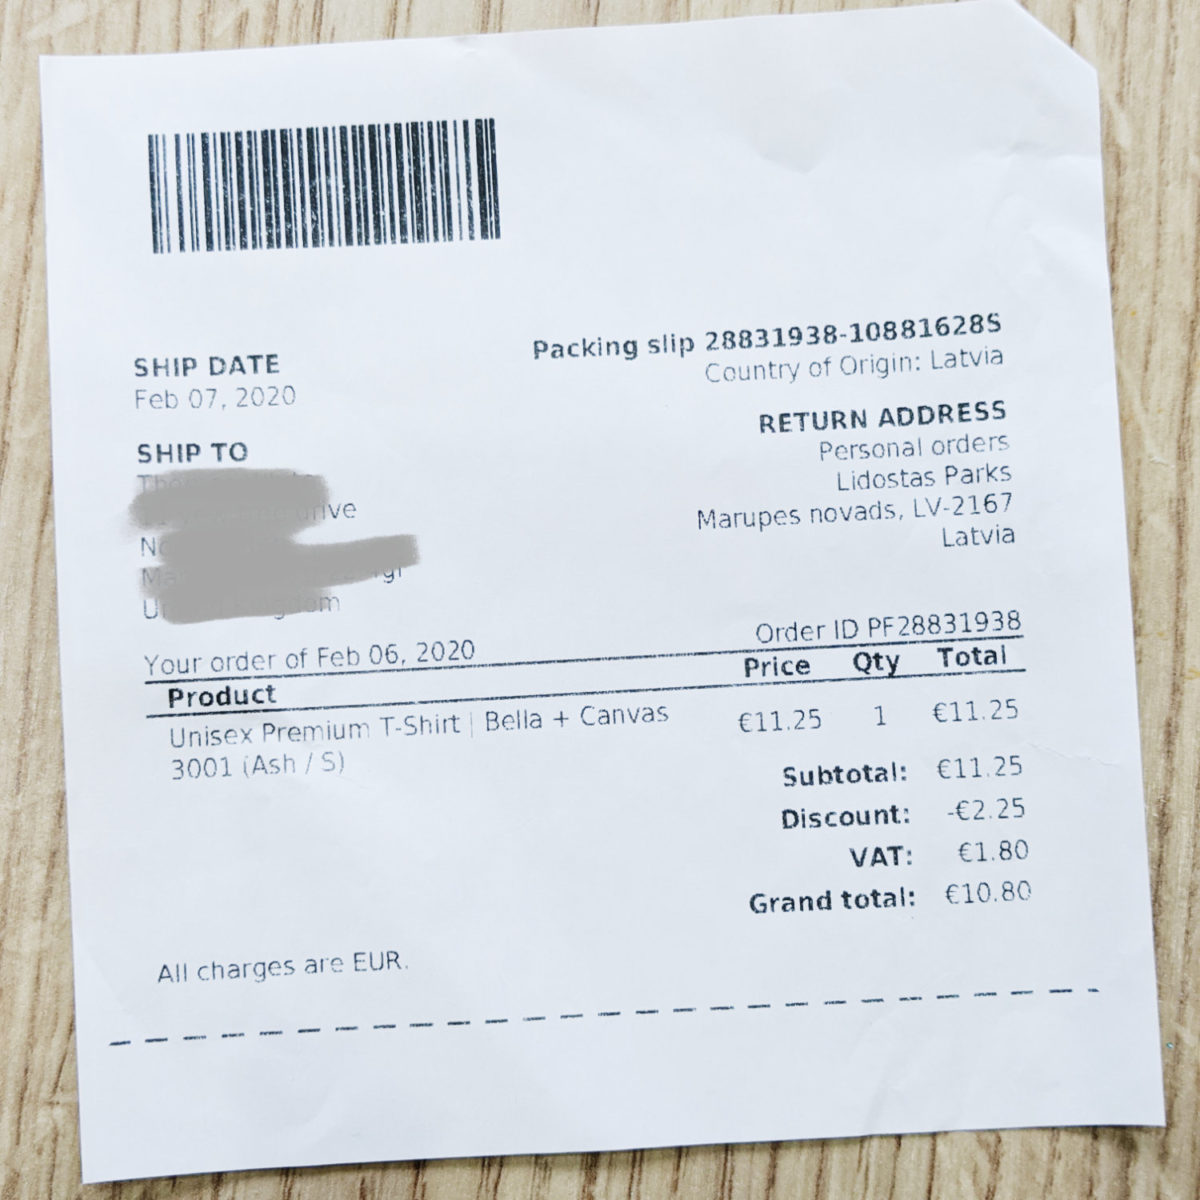 Packing slip 28831938-10881628S
Country of Origin: Latvia
SHIP DATE
Feb 07, 2020
RETURN ADDRESS
Personal orders
Lidostas Parks
Marupes novads, LV-2167
Latvia
SHIP TO
Your order of Feb 06, 2020
Order ID PF28831938
Product Price Qty Total
Unisex Premium T-Shirt | Bella + Canvas €11.25 1 €11.25
3001 (Ash / S)
Subtotal: €11.25
Discount: -€2.25
VAT: €1.80
Grand total: €10.80
All charges are EUR.